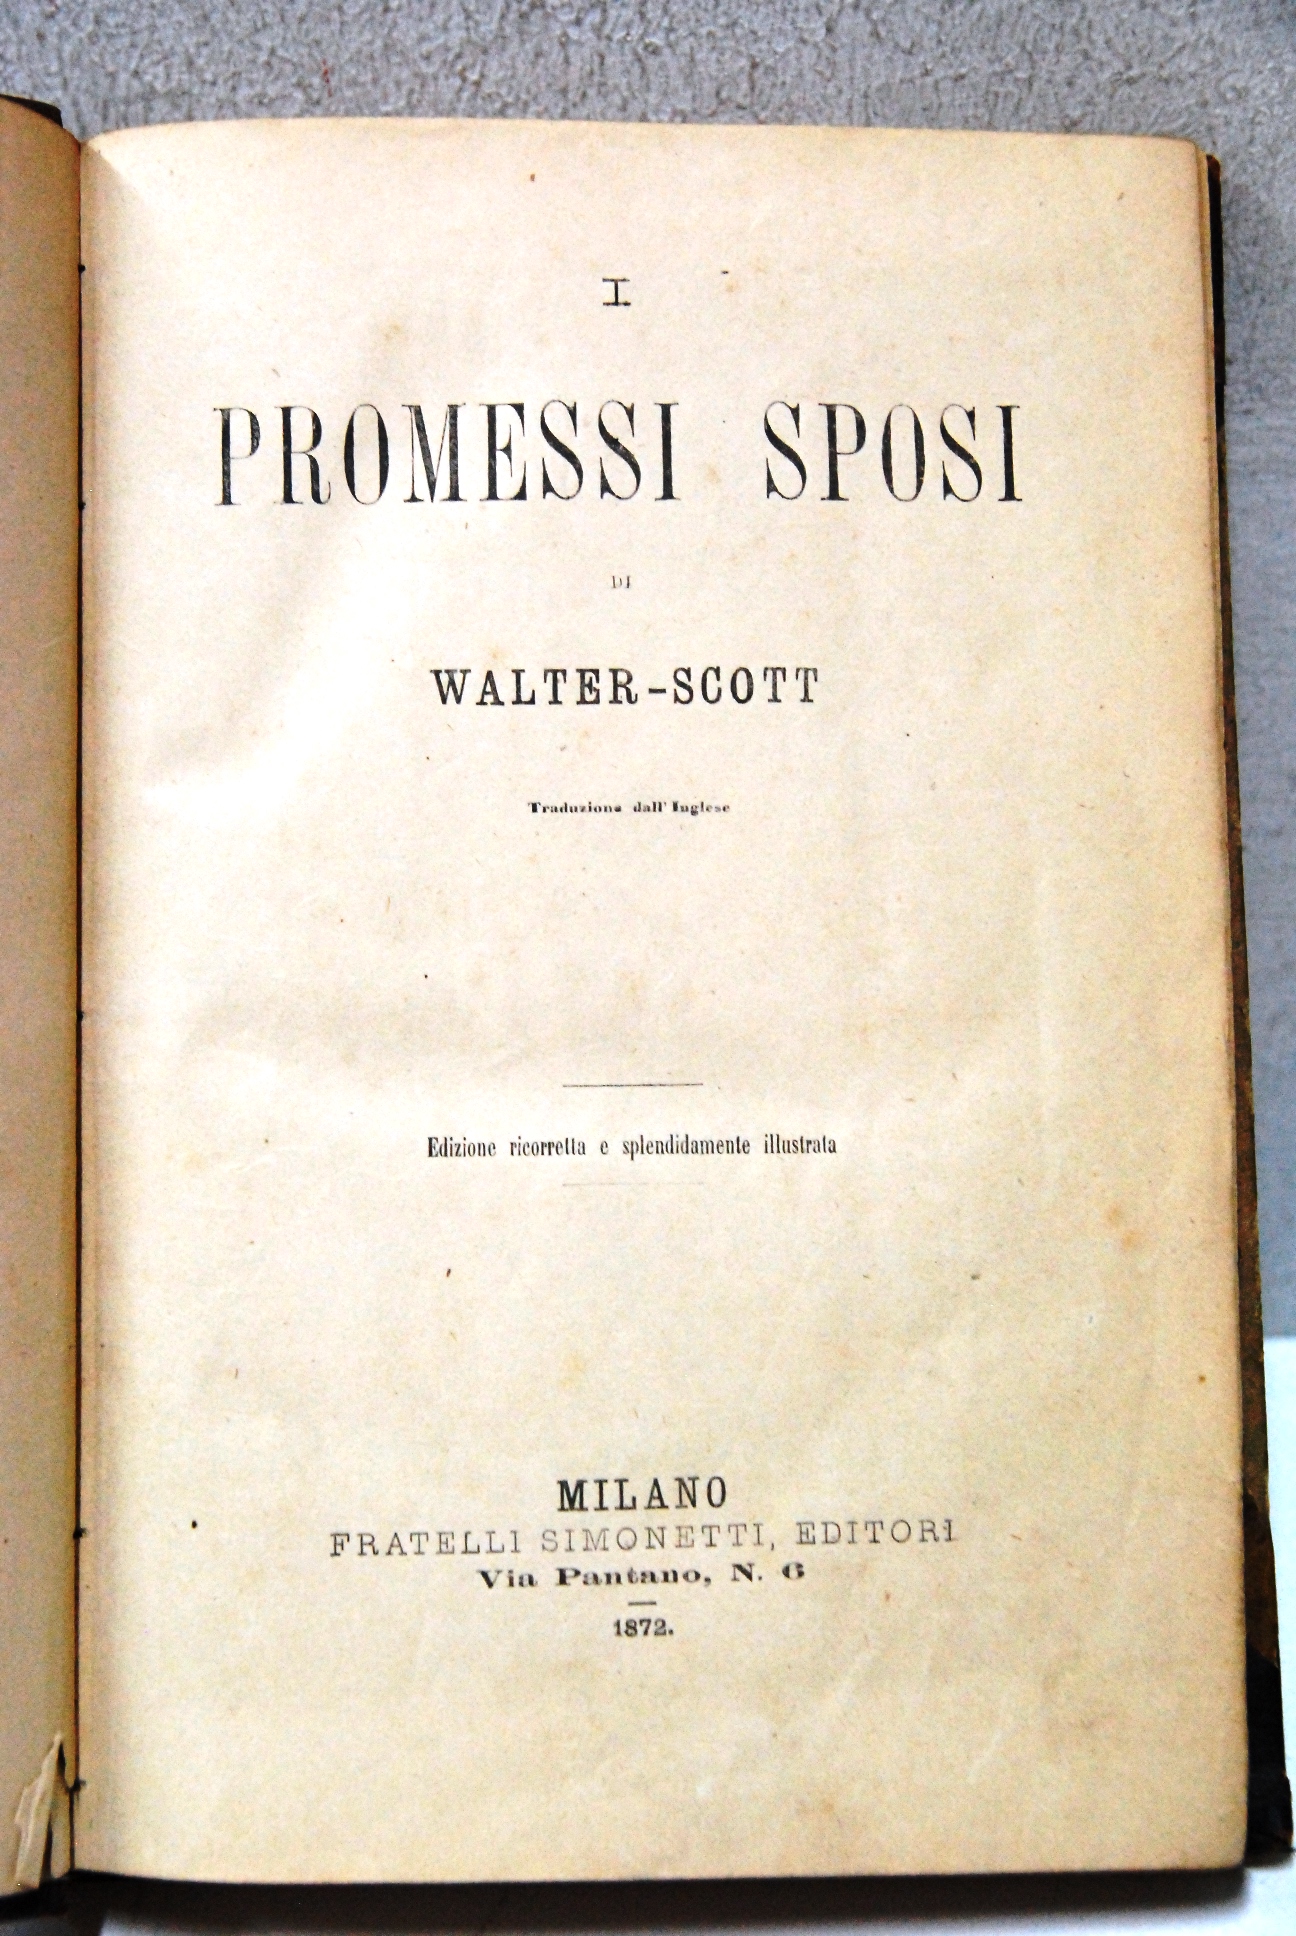 I
PROMESSI SPOSI
DI
WALTER-SCOTT
Traduzione dall' Inglese
Edizione ricorretta e splendidamente illustrata
MILANO
FRATELLI SIMONETTI, EDITORI
Via Pantano, N. 6
1872.